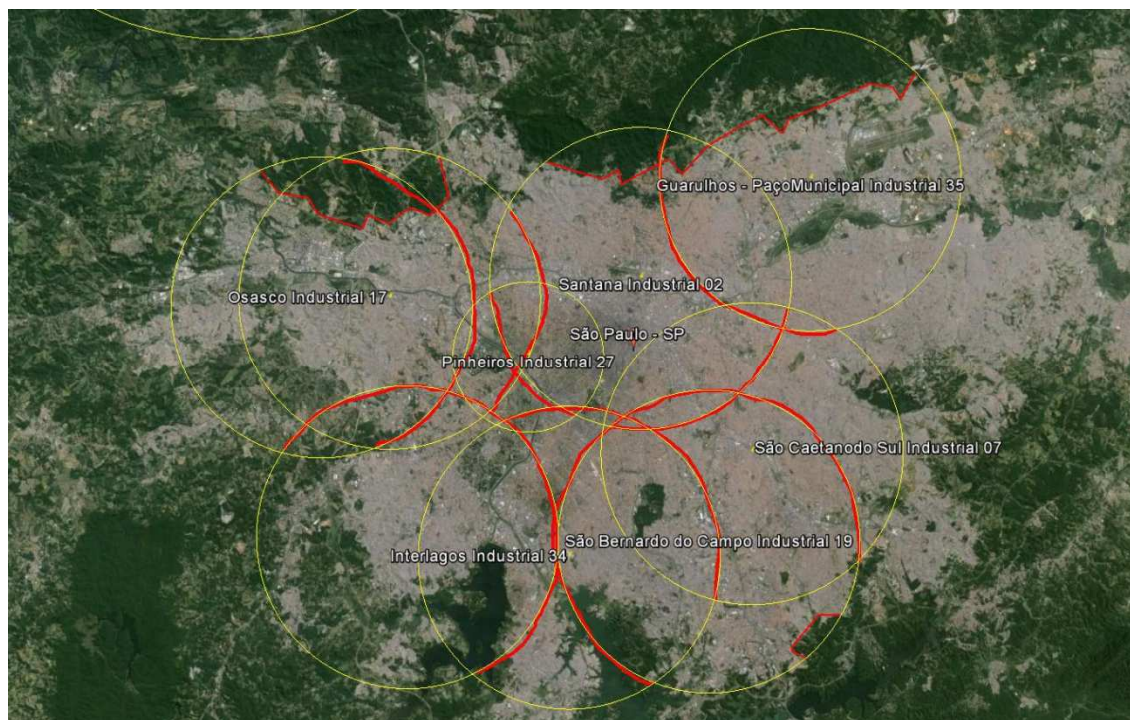 Guarulhos - PaçoMunicipal Industrial 35
Santana Industrial 02
Osasco Industrial 17
São Paulo - SP
Pinheiros Industrial 27
São Caetanodo Sul Industrial 07
São Bernardo do Campo Industrial 19
Interlagos Industrial 34